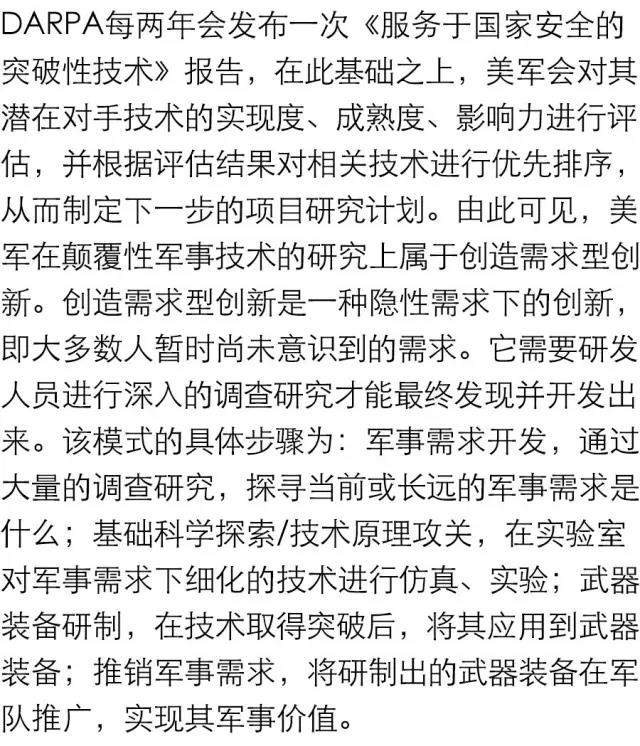 DARPA每两年会发布一次《服务于国家安全的
突破性技术》报告，在此基础之上，美军会对其
潜在对手技术的实现度、成熟度、影响力进行评
估，并根据评估结果对相关技术进行优先排序，
从而制定下一步的项目研究计划。由此可见，美
军在颠覆性军事技术的研究上属于创造需求型创
新。创造需求型创新是一种隐性需求下的创新，
即大多数人暂时尚未意识到的需求。它需要研发
人员进行深入的调查研究才能最终发现并开发出
来。该模式的具体步骤为：军事需求开发，通过
大量的调查研究，探寻当前或长远的军事需求是
什么；基础科学探索/技术原理攻关，在实验室
对军事需求下细化的技术进行仿真、实验；武器
装备研制，在技术取得突破后，将其应用到武器
装备；推销军事需求，将研制出的武器装备在军
队推广，实现其军事价值。